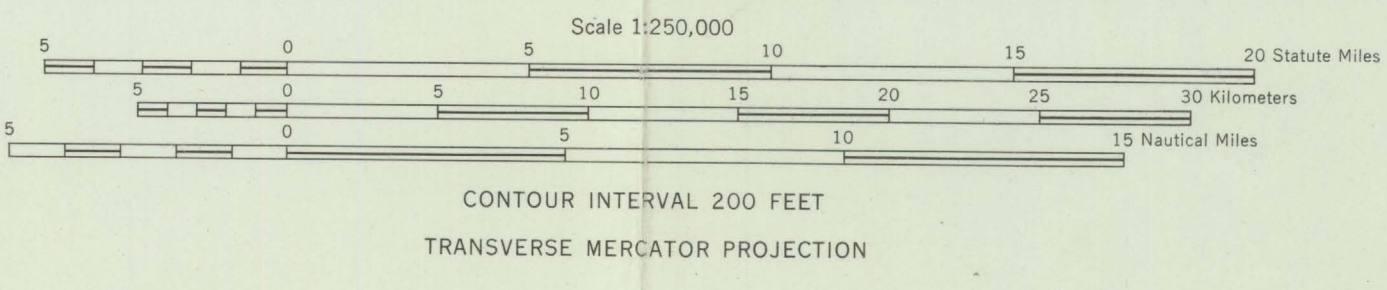 Scale 1:250,000
5 0 5 10 15 20 Statute Miles
5 0 5 10 15 20 25 30 Kilometers
5 0 5 10 15 Nautical Miles
CONTOUR INTERVAL 200 FEET
TRANSVERSE MERCATOR PROJECTION